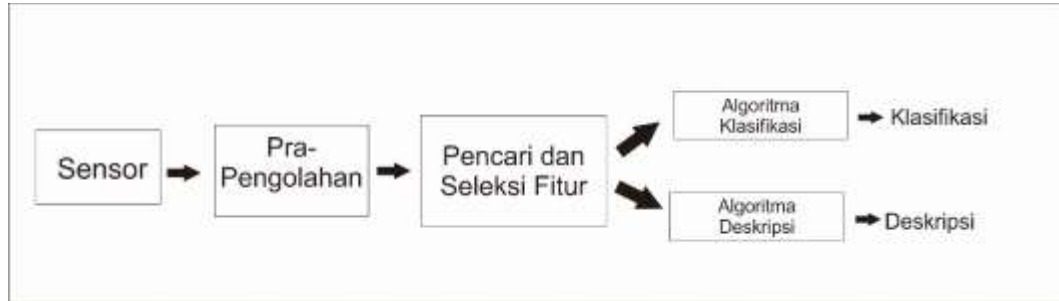 Sensor
Pra-
Pengolahan
Pencari dan
Seleksi Fitur
Algoritma
Klasifikasi
Klasifikasi
Algoritma
Deskripsi
Deskripsi